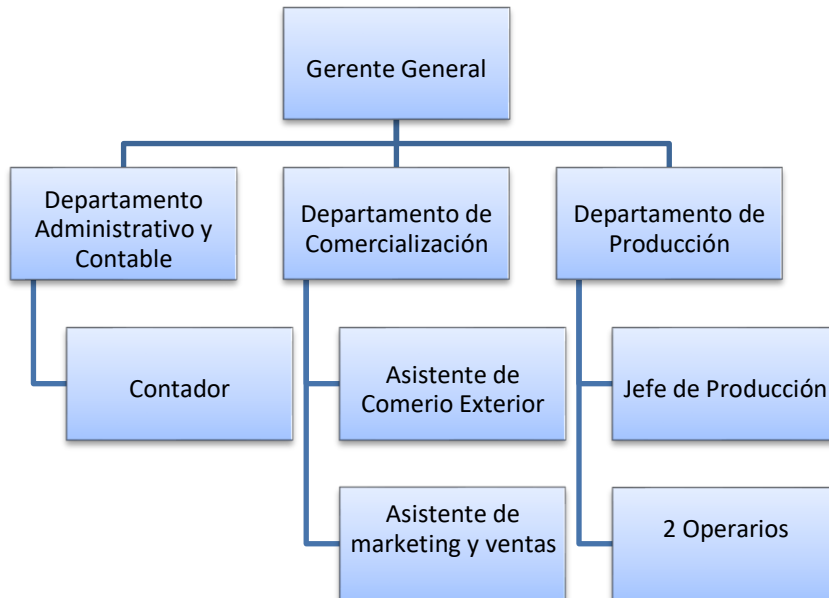 Gerente General
Departamento
Administrativo y
Contable
Departamento de
Comercialización
Departamento de
Producción
Contador
Asistente de
Comerio Exterior
Jefe de Producción
Asistente de
marketing y ventas
2 Operarios